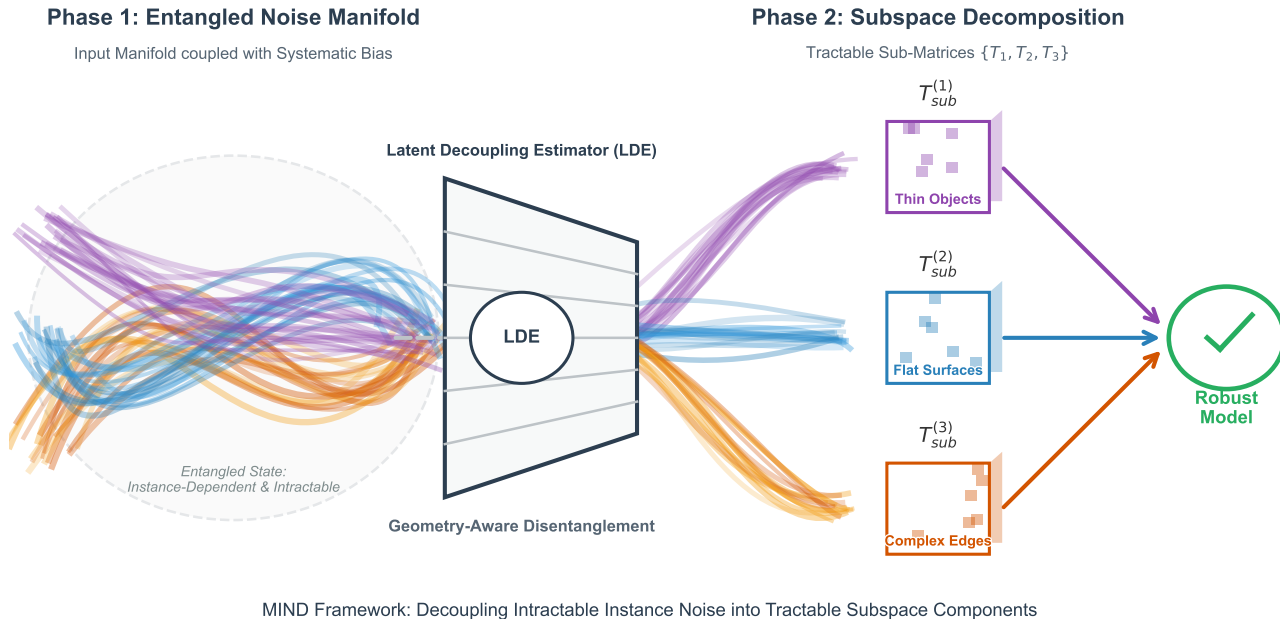 Phase 1: Entangled Noise Manifold
Input Manifold coupled with Systematic Bias
Entangled State:
Instance-Dependent & Intractable
Latent Decoupling Estimator (LDE)
LDE
Geometry-Aware Disentanglement
Phase 2: Subspace Decomposition
Tractable Sub-Matrices {T₁, T₂, T₃}
T_{sub}^{(1)}
Thin Objects
T_{sub}^{(2)}
Flat Surfaces
T_{sub}^{(3)}
Complex Edges
Robust
Model
MIND Framework: Decoupling Intractable Instance Noise into Tractable Subspace Components